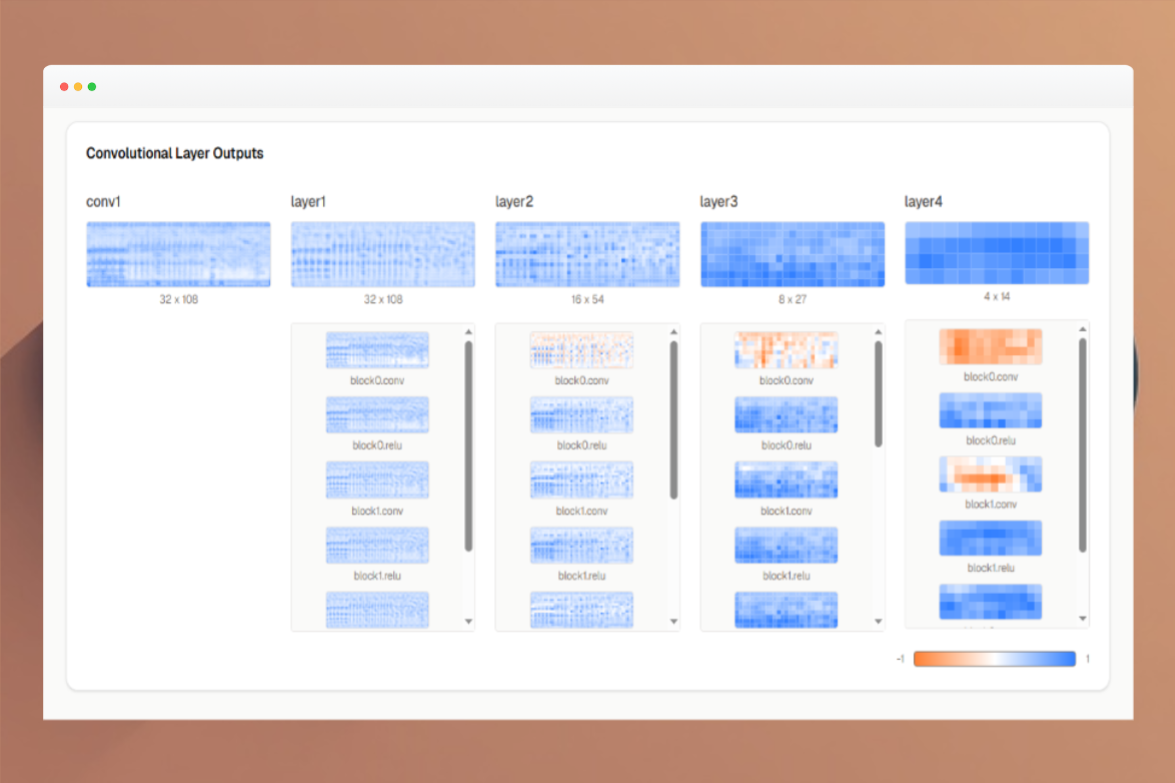 Convolutional Layer Outputs
conv1
layer1
layer2
layer3
layer4
32 x 108
32 x 108
16 x 54
8 x 27
4 x 14
block0.conv
block0.relu
block1.conv
block1.relu
block0.conv
block0.relu
block1.conv
block1.relu
block0.conv
block0.relu
block1.conv
block1.relu
block0.conv
block0.relu
block1.conv
block1.relu
-1
1